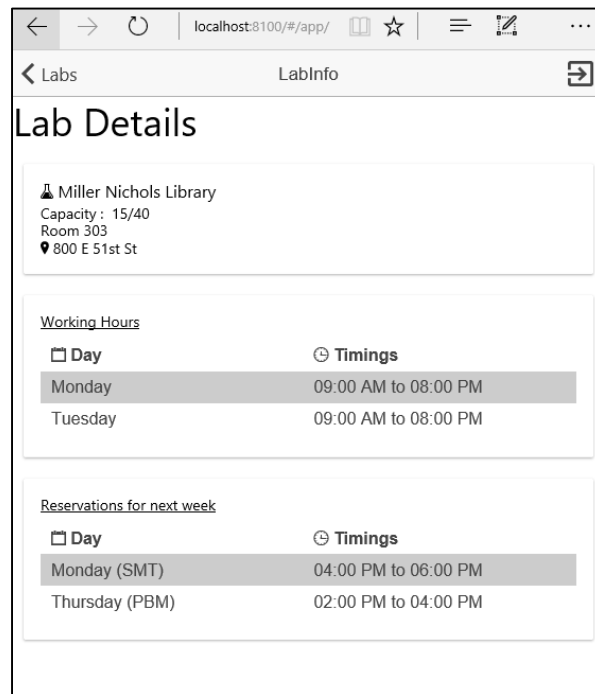 localhost:8100/#/app/
Labs LabInfo
Lab Details
Miller Nichols Library
Capacity : 15/40
Room 303
800 E 51st St
Working Hours
Day Timings
Monday 09:00 AM to 08:00 PM
Tuesday 09:00 AM to 08:00 PM
Reservations for next week
Day Timings
Monday (SMT) 04:00 PM to 06:00 PM
Thursday (PBM) 02:00 PM to 04:00 PM